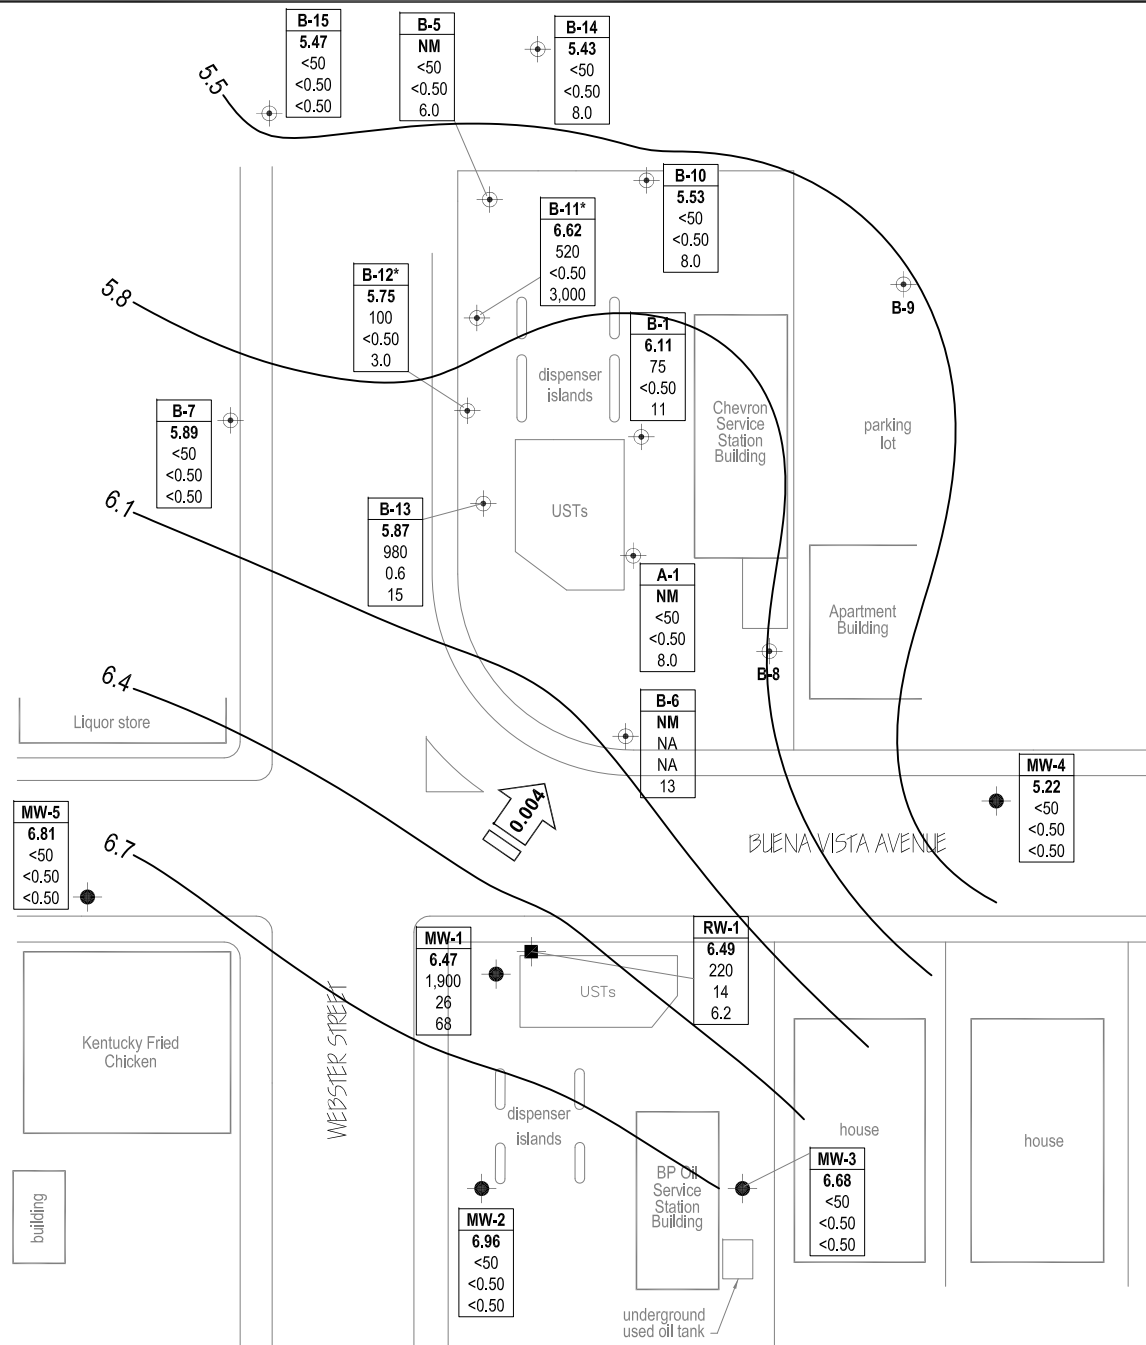 B-15
5.47
<50
<0.50
<0.50
B-5
NM
<50
<0.50
6.0
B-14
5.43
<50
<0.50
8.0
5.5
B-10
5.53
<50
<0.50
8.0
B-11*
6.62
520
<0.50
3,000
B-12*
5.75
100
<0.50
3.0
5.8
B-9
B-1
6.11
75
<0.50
11
dispenser
islands
Chevron
Service
Station
Building
parking
lot
B-7
5.89
<50
<0.50
<0.50
6.1
B-13
5.87
980
0.6
15
USTs
A-1
NM
<50
<0.50
8.0
Apartment
Building
B-8
6.4
Liquor store
B-6
NM
NA
NA
13
MW-4
5.22
<50
<0.50
<0.50
0.004
BUENA VISTA AVENUE
MW-5
6.81
<50
<0.50
<0.50
6.7
MW-1
6.47
1,900
26
68
RW-1
6.49
220
14
6.2
USTs
WEBSTER STREET
Kentucky Fried
Chicken
dispenser
islands
house
house
MW-3
6.68
<50
<0.50
<0.50
BP Oil
Service
Station
Building
building
MW-2
6.96
<50
<0.50
<0.50
underground
used oil tank